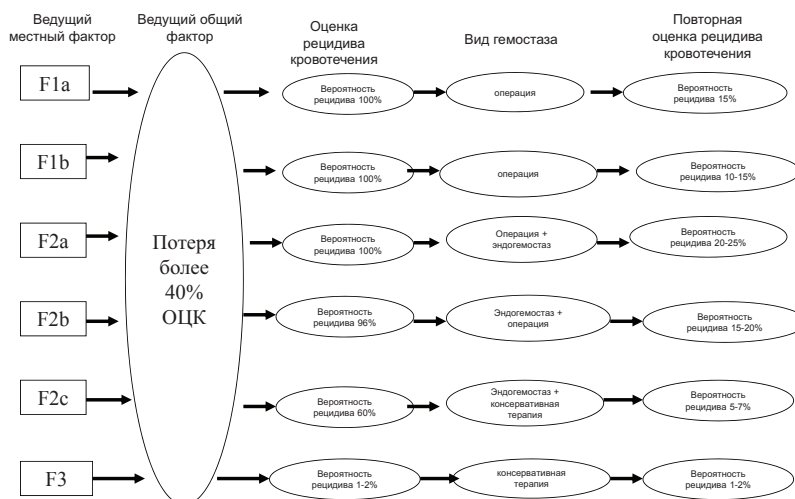 Ведущий
местный фактор
Ведущий общий
фактор
Оценка
рецидива
кровотечения
Вид гемостаза
Повторная
оценка рецидива
кровотечения
F1a
Вероятность
рецидива 100%
операция
Вероятность
рецидива 15%
F1b
Вероятность
рецидива 100%
операция
Вероятность
рецидива 10-15%
F2a
Вероятность
рецидива 100%
Операция +
эндогемостаз
Вероятность
рецидива 20-25%
Потеря
более
40%
ОЦК
F2b
Вероятность
рецидива 96%
Эндогемостаз +
операция
Вероятность
рецидива 15-20%
F2c
Вероятность
рецидива 60%
Эндогемостаз +
консервативная
терапия
Вероятность
рецидива 5-7%
F3
Вероятность
рецидива 1-2%
консервативная
терапия
Вероятность
рецидива 1-2%